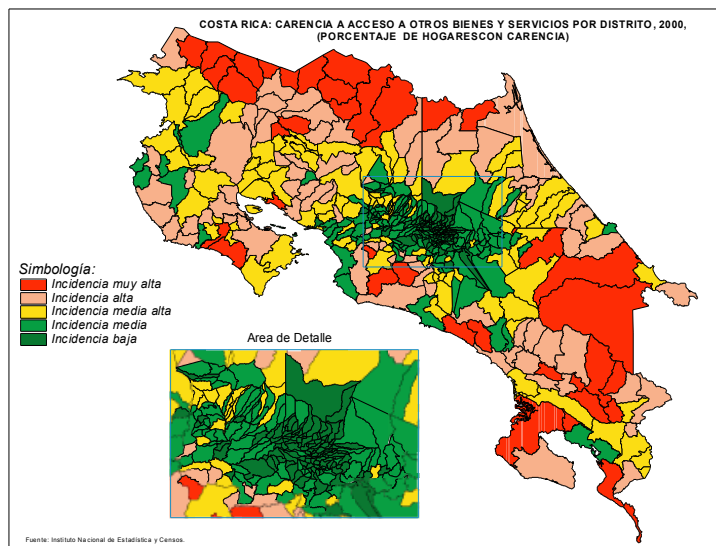 COSTA RICA: CARENCIA A ACCESO A OTROS BIENES Y SERVICIOS POR DISTRITO, 2000,
(PORCENTAJE DE HOGARESCON CARENCIA)
Simbología:
Incidencia muy alta
Incidencia alta
Incidencia media alta
Incidencia media
Incidencia baja
Area de Detalle
Fuente: Instituto Nacional de Estadística y Censos.